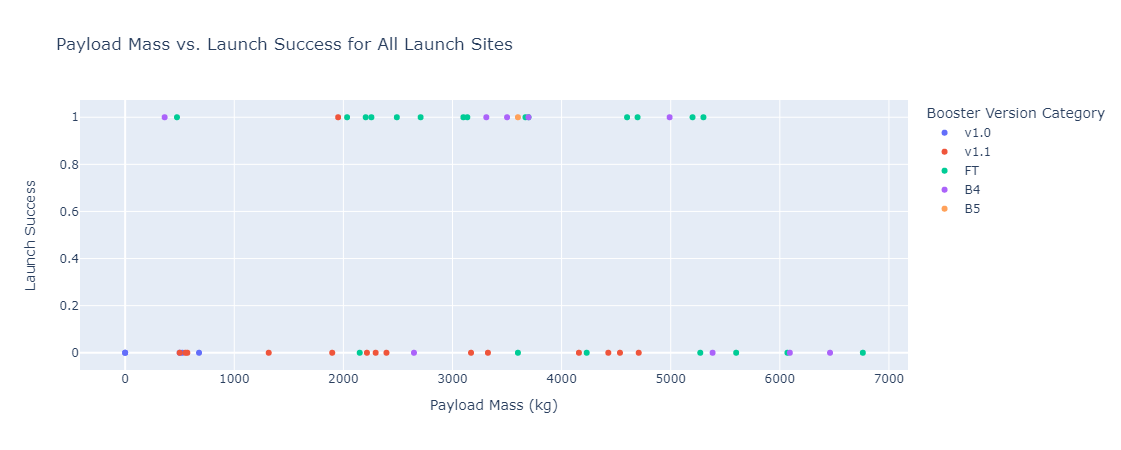 Payload Mass vs. Launch Success for All Launch Sites
Launch Success
1
0.8
0.6
0.4
0.2
0
0 1000 2000 3000 4000 5000 6000 7000
Payload Mass (kg)
Booster Version Category
v1.0
v1.1
FT
B4
B5